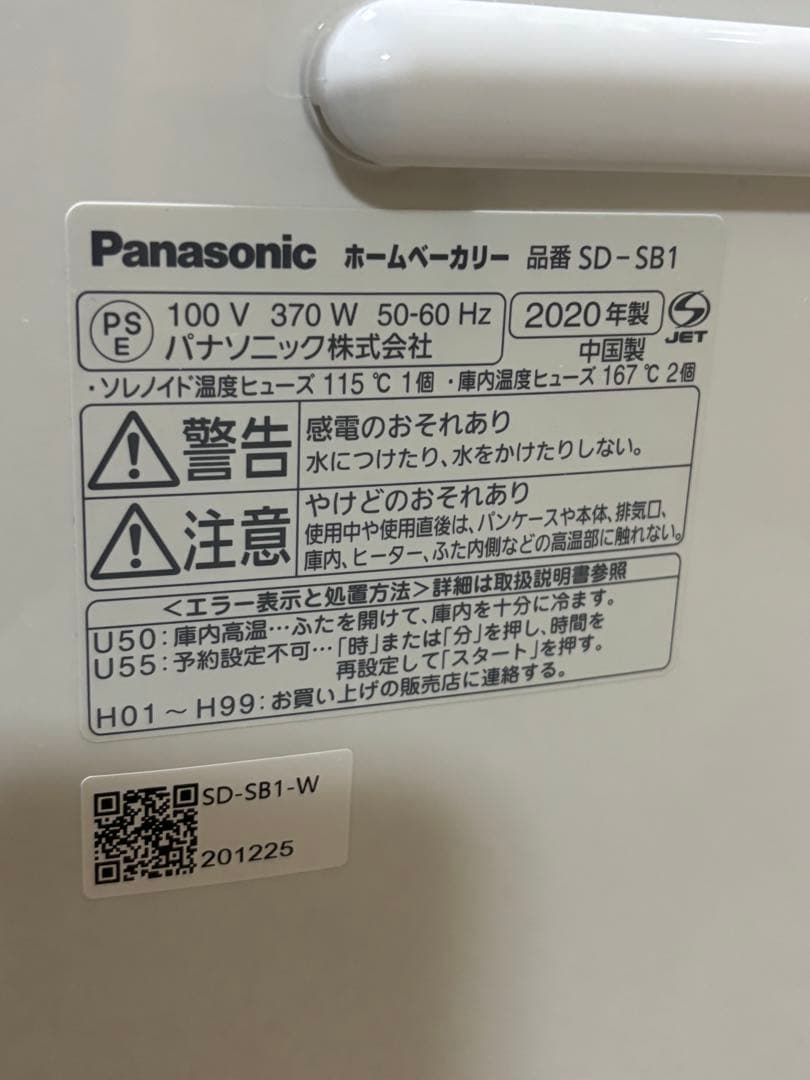 Panasonic ホームベーカリー 品番 SD-SB1
PS E 100 V 370 W 50-60 Hz 2020年製
パナソニック株式会社 中国製 JET
・ソレノイド温度ヒューズ 115 ℃ 1個 ・庫内温度ヒューズ 167 ℃ 2個
警告 感電のおそれあり
水につけたり、水をかけたりしない。
注意 やけどのおそれあり
使用中や使用直後は、パンケースや本体、排気口、
庫内、ヒーター、ふた内側などの高温部に触れない。
<エラー表示と処置方法>詳細は取扱説明書参照
U50:庫内高温…ふたを開けて、庫内を十分に冷ます。
U55:予約設定不可…「時」または「分」を押し、時間を
再設定して「スタート」を押す。
H01~H99:お買い上げの販売店に連絡する。
SD-SB1-W
201225